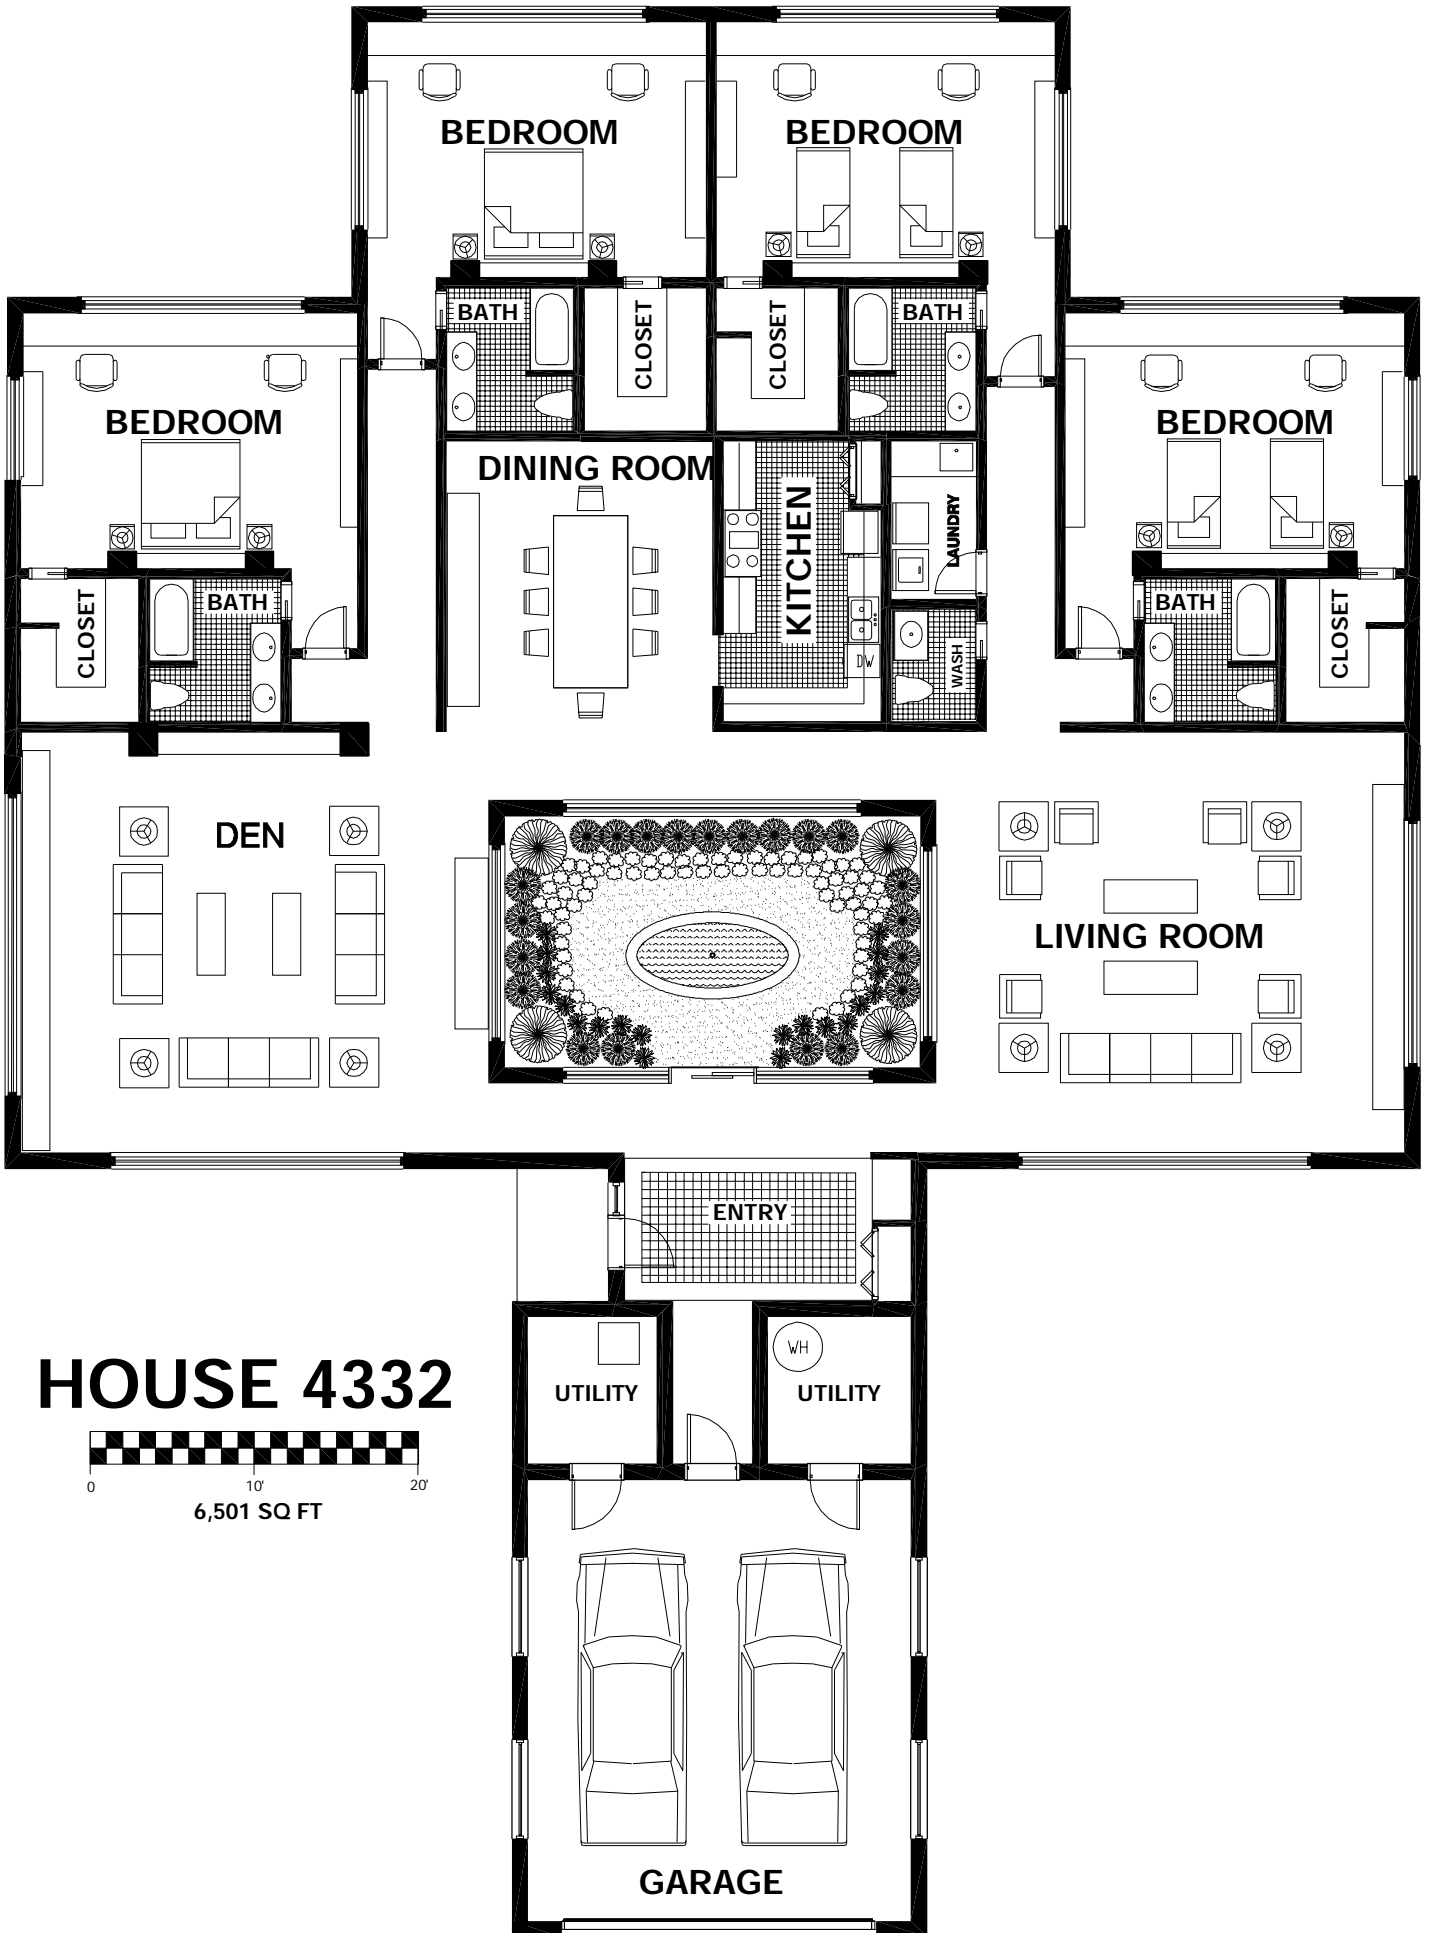 BEDROOM
BEDROOM
BATH
CLOSET
CLOSET
BATH
BEDROOM
BEDROOM
DINING ROOM
KITCHEN
LAUNDRY
CLOSET
BATH
WASH
DW
BATH
CLOSET
DEN
LIVING ROOM
ENTRY
WH
UTILITY
UTILITY
HOUSE 4332
0
10'
20'
6,501 SQ FT
GARAGE